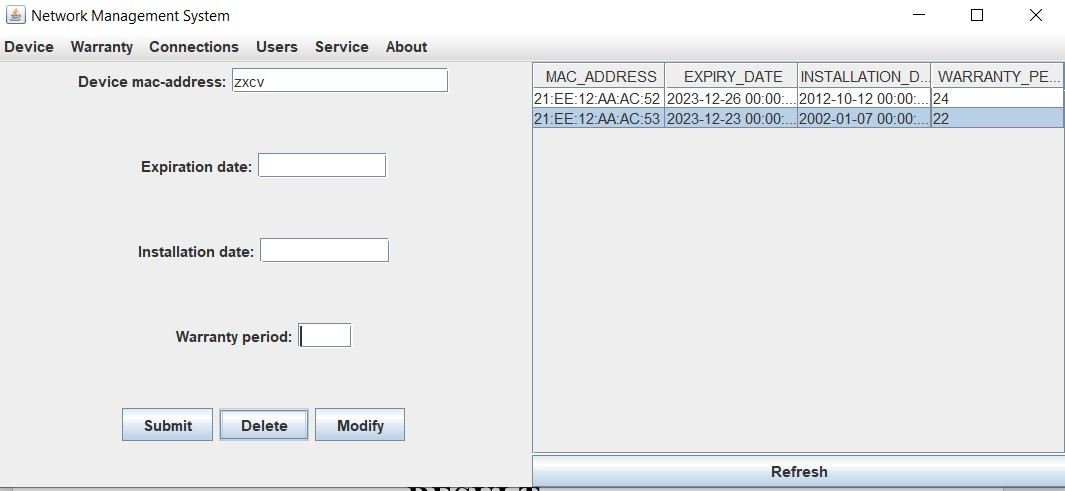 Network Management System
Device Warranty Connections Users Service About
Device mac-address: zxcv
Expiration date:
Installation date:
Warranty period:
Submit Delete Modify
MAC_ADDRESS EXPIRY_DATE INSTALLATION_D... WARRANTY_PE...
21:EE:12:AA:AC:52 2023-12-26 00:00:... 2012-10-12 00:00:... 24
21:EE:12:AA:AC:53 2023-12-23 00:00:... 2002-01-07 00:00:... 22
Refresh
RESULT